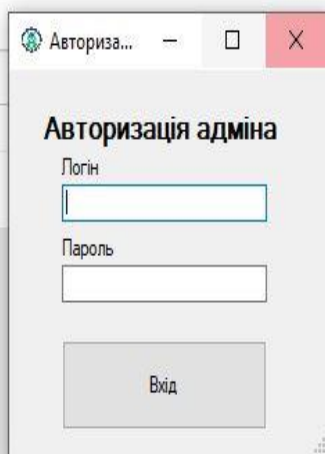 Авториза...
Авторизація адміна
Логін
Пароль
Вхід